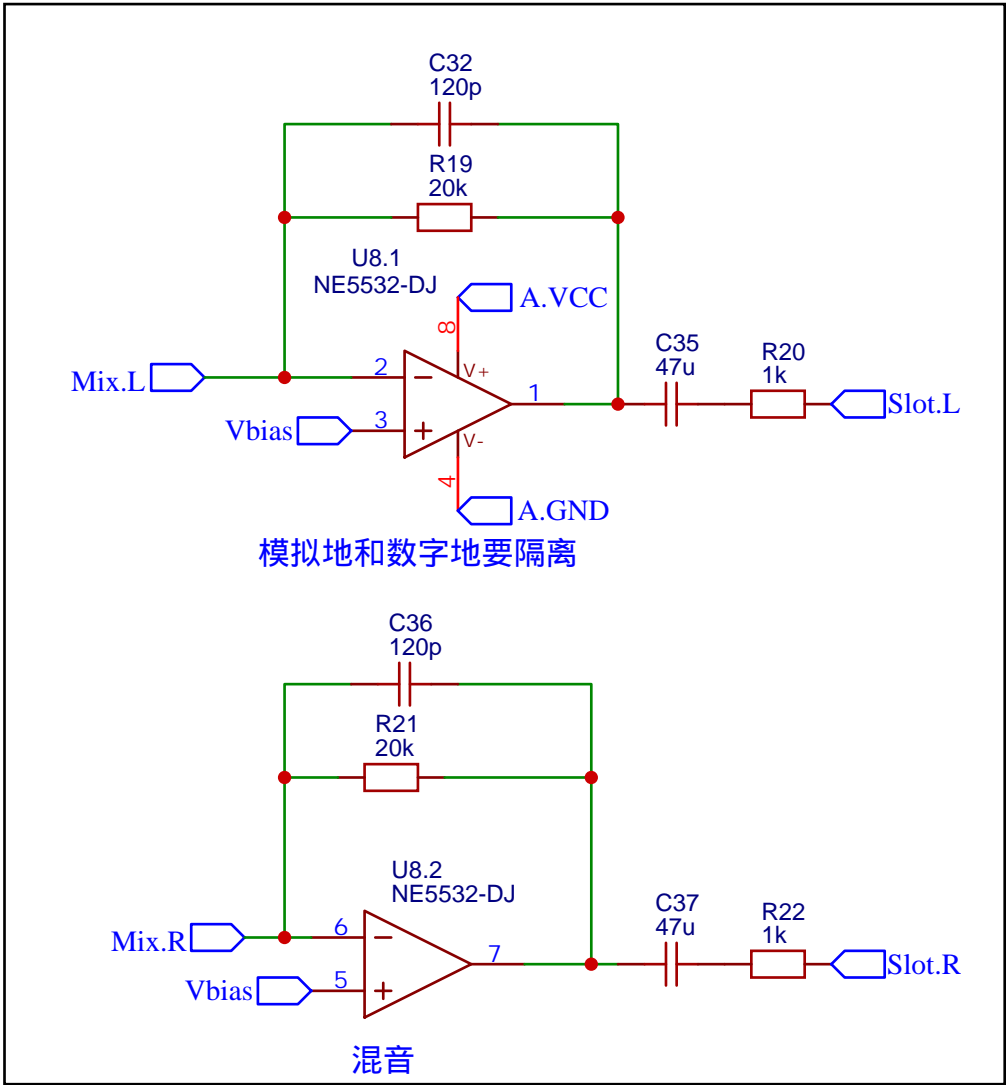 C32
120p
R19
20k
U8.1
NE5532-DJ
A.VCC
8
V+
C35
47u
R20
1k
Mix.L
2
1
Slot.L
Vbias
3
V-
4
A.GND
模拟地和数字地要隔离
C36
120p
R21
20k
U8.2
NE5532-DJ
C37
47u
R22
1k
Mix.R
6
7
Slot.R
Vbias
5
混音